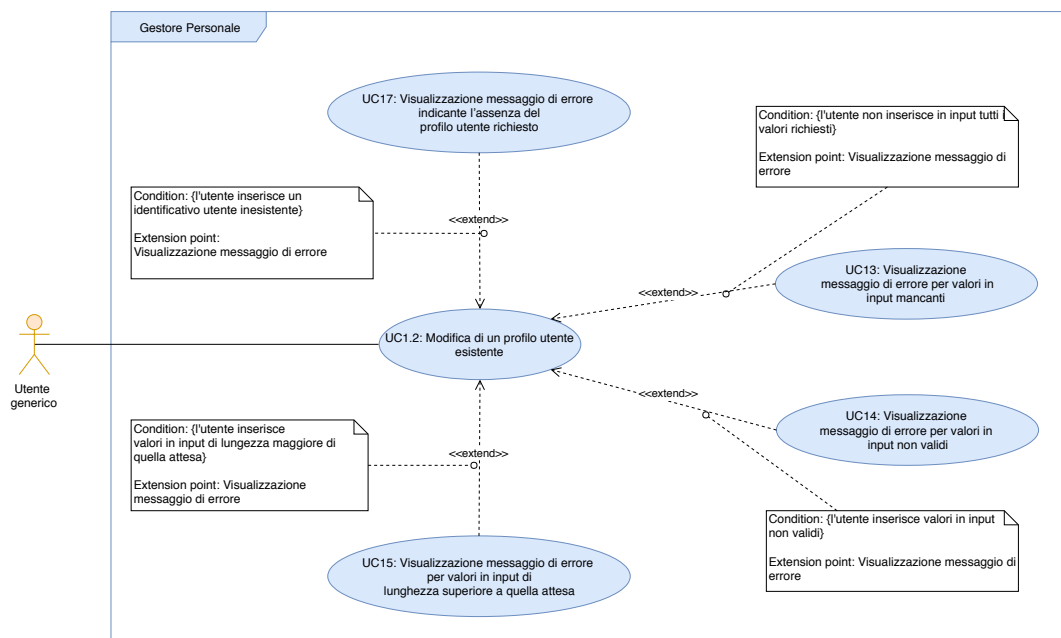 Gestore Personale
UC17: Visualizzazione messaggio di errore
indicante l'assenza del
profilo utente richiesto
Condition: {l'utente non inserisce in input tutti i
valori richiesti}
Extension point: Visualizzazione messaggio di
errore
Condition: {l'utente inserisce un
identificativo utente inesistente}
Extension point:
Visualizzazione messaggio di errore
<<extend>>
UC13: Visualizzazione
messaggio di errore per valori in
input mancanti
<<extend>>
UC1.2: Modifica di un profilo utente
esistente
Utente
generico
<<extend>>
UC14: Visualizzazione
messaggio di errore per valori in
input non validi
Condition: {l'utente inserisce
valori in input di lungezza maggiore di
quella attesa}
Extension point: Visualizzazione
messaggio di errore
<<extend>>
Condition: {l'utente inserisce valori in input
non validi}
Extension point: Visualizzazione messaggio di
errore
UC15: Visualizzazione messaggio di errore
per valori in input di
lunghezza superiore a quella attesa